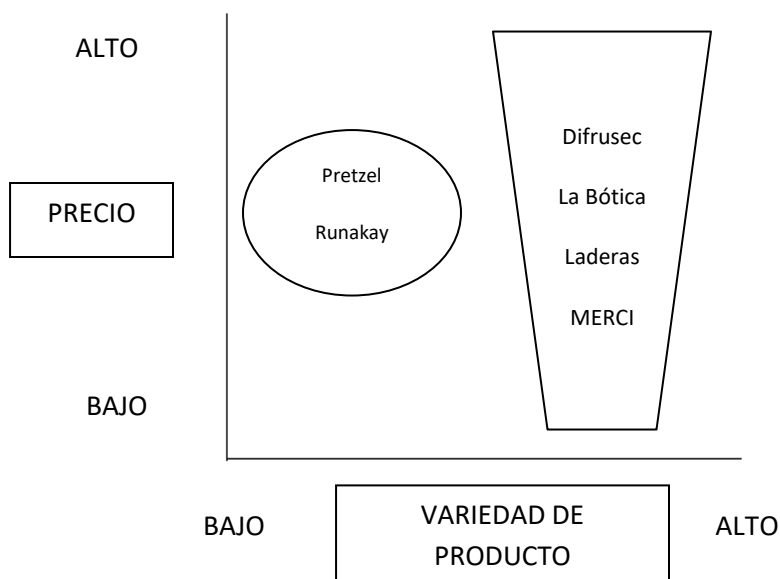 ALTO
Difrusec
Pretzel
La Bótica
PRECIO
Runakay
Laderas
MERCI
BAJO
BAJO
VARIEDAD DE
PRODUCTO
ALTO